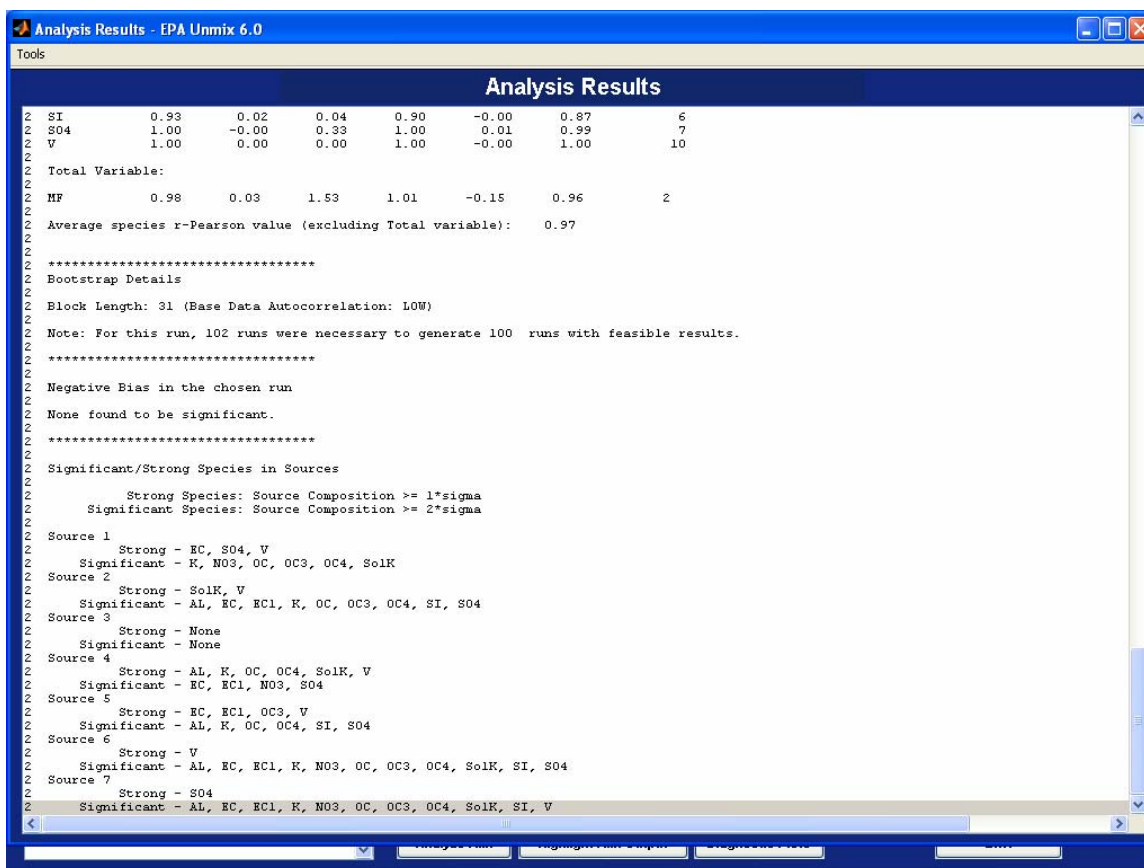 Analysis Results - EPA Unmix 6.0
Tools
Analysis Results
2 SI 0.93 0.02 0.04 0.90 -0.00 0.87 6
2 SO4 1.00 -0.00 0.33 1.00 0.01 0.99 7
2 V 1.00 0.00 0.00 1.00 -0.00 1.00 10
2
2 Total Variable:
2
2 MF 0.98 0.03 1.53 1.01 -0.15 0.96 2
2
2 Average species r-Pearson value (excluding Total variable): 0.97
2
2
2 **********************************
2 Bootstrap Details
2
2 Block Length: 31 (Base Data Autocorrelation: LOW)
2
2 Note: For this run, 102 runs were necessary to generate 100 runs with feasible results.
2
2 **********************************
2
2 Negative Bias in the chosen run
2
2 None found to be significant.
2
2 **********************************
2
2 Significant/Strong Species in Sources
2
2 Strong Species: Source Composition >= 1*sigma
2 Significant Species: Source Composition >= 2*sigma
2
2 Source 1
2 Strong - EC, SO4, V
2 Significant - K, NO3, OC, OC3, OC4, SolK
2 Source 2
2 Strong - SolK, V
2 Significant - AL, EC, EC1, K, OC, OC3, OC4, SI, SO4
2 Source 3
2 Strong - None
2 Significant - None
2 Source 4
2 Strong - AL, K, OC, OC4, SolK, V
2 Significant - EC, EC1, NO3, SO4
2 Source 5
2 Strong - EC, EC1, OC3, V
2 Significant - AL, K, OC, OC4, SI, SO4
2 Source 6
2 Strong - V
2 Significant - AL, EC, EC1, K, NO3, OC, OC3, OC4, SolK, SI, SO4
2 Source 7
2 Strong - SO4
2 Significant - AL, EC, EC1, K, NO3, OC, OC3, OC4, SolK, SI, V